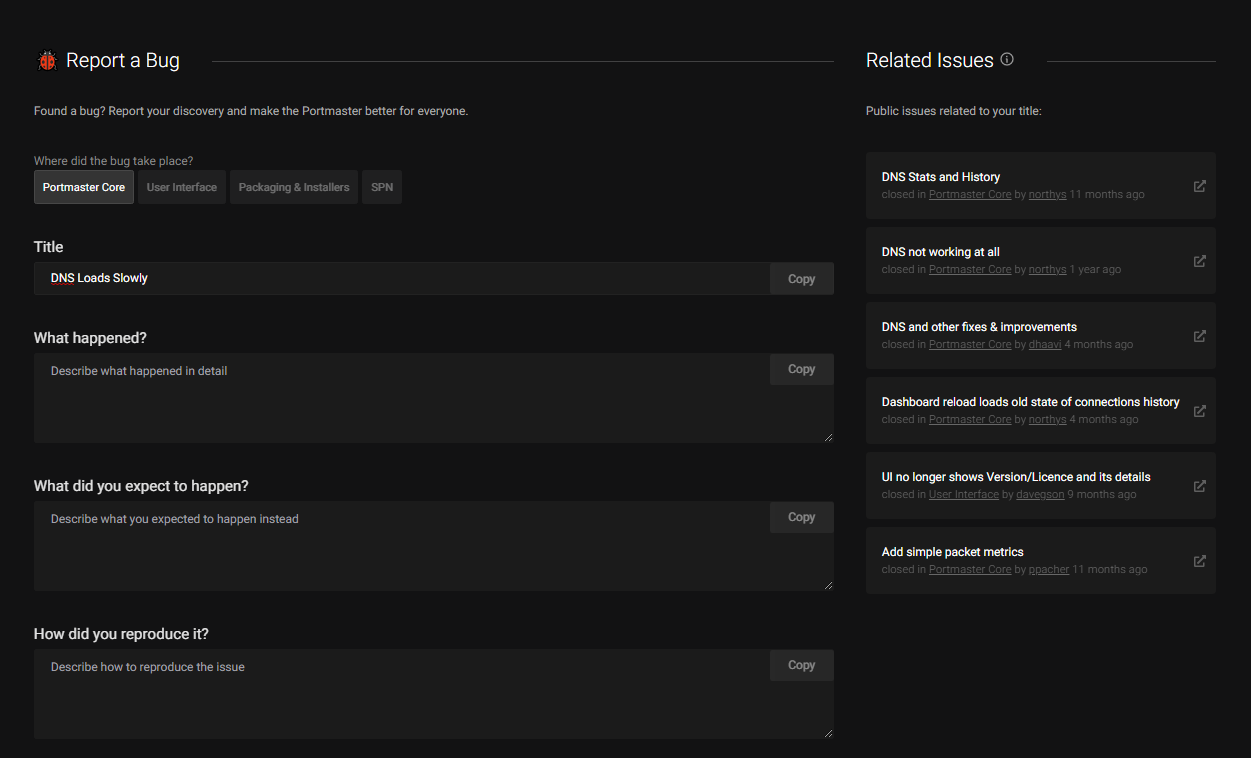 Report a Bug
Found a bug? Report your discovery and make the Portmaster better for everyone.
Where did the bug take place?
Portmaster Core
User Interface
Packaging & Installers
SPN
Title
DNS Loads Slowly
Copy
What happened?
Describe what happened in detail
Copy
What did you expect to happen?
Describe what you expected to happen instead
Copy
How did you reproduce it?
Describe how to reproduce the issue
Copy
Related Issues
Public issues related to your title:
DNS Stats and History
closed in Portmaster Core by northys 11 months ago
DNS not working at all
closed in Portmaster Core by northys 1 year ago
DNS and other fixes & improvements
closed in Portmaster Core by dhaavi 4 months ago
Dashboard reload loads old state of connections history
closed in Portmaster Core by northys 4 months ago
UI no longer shows Version/Licence and its details
closed in User Interface by davegson 9 months ago
Add simple packet metrics
closed in Portmaster Core by ppacher 11 months ago